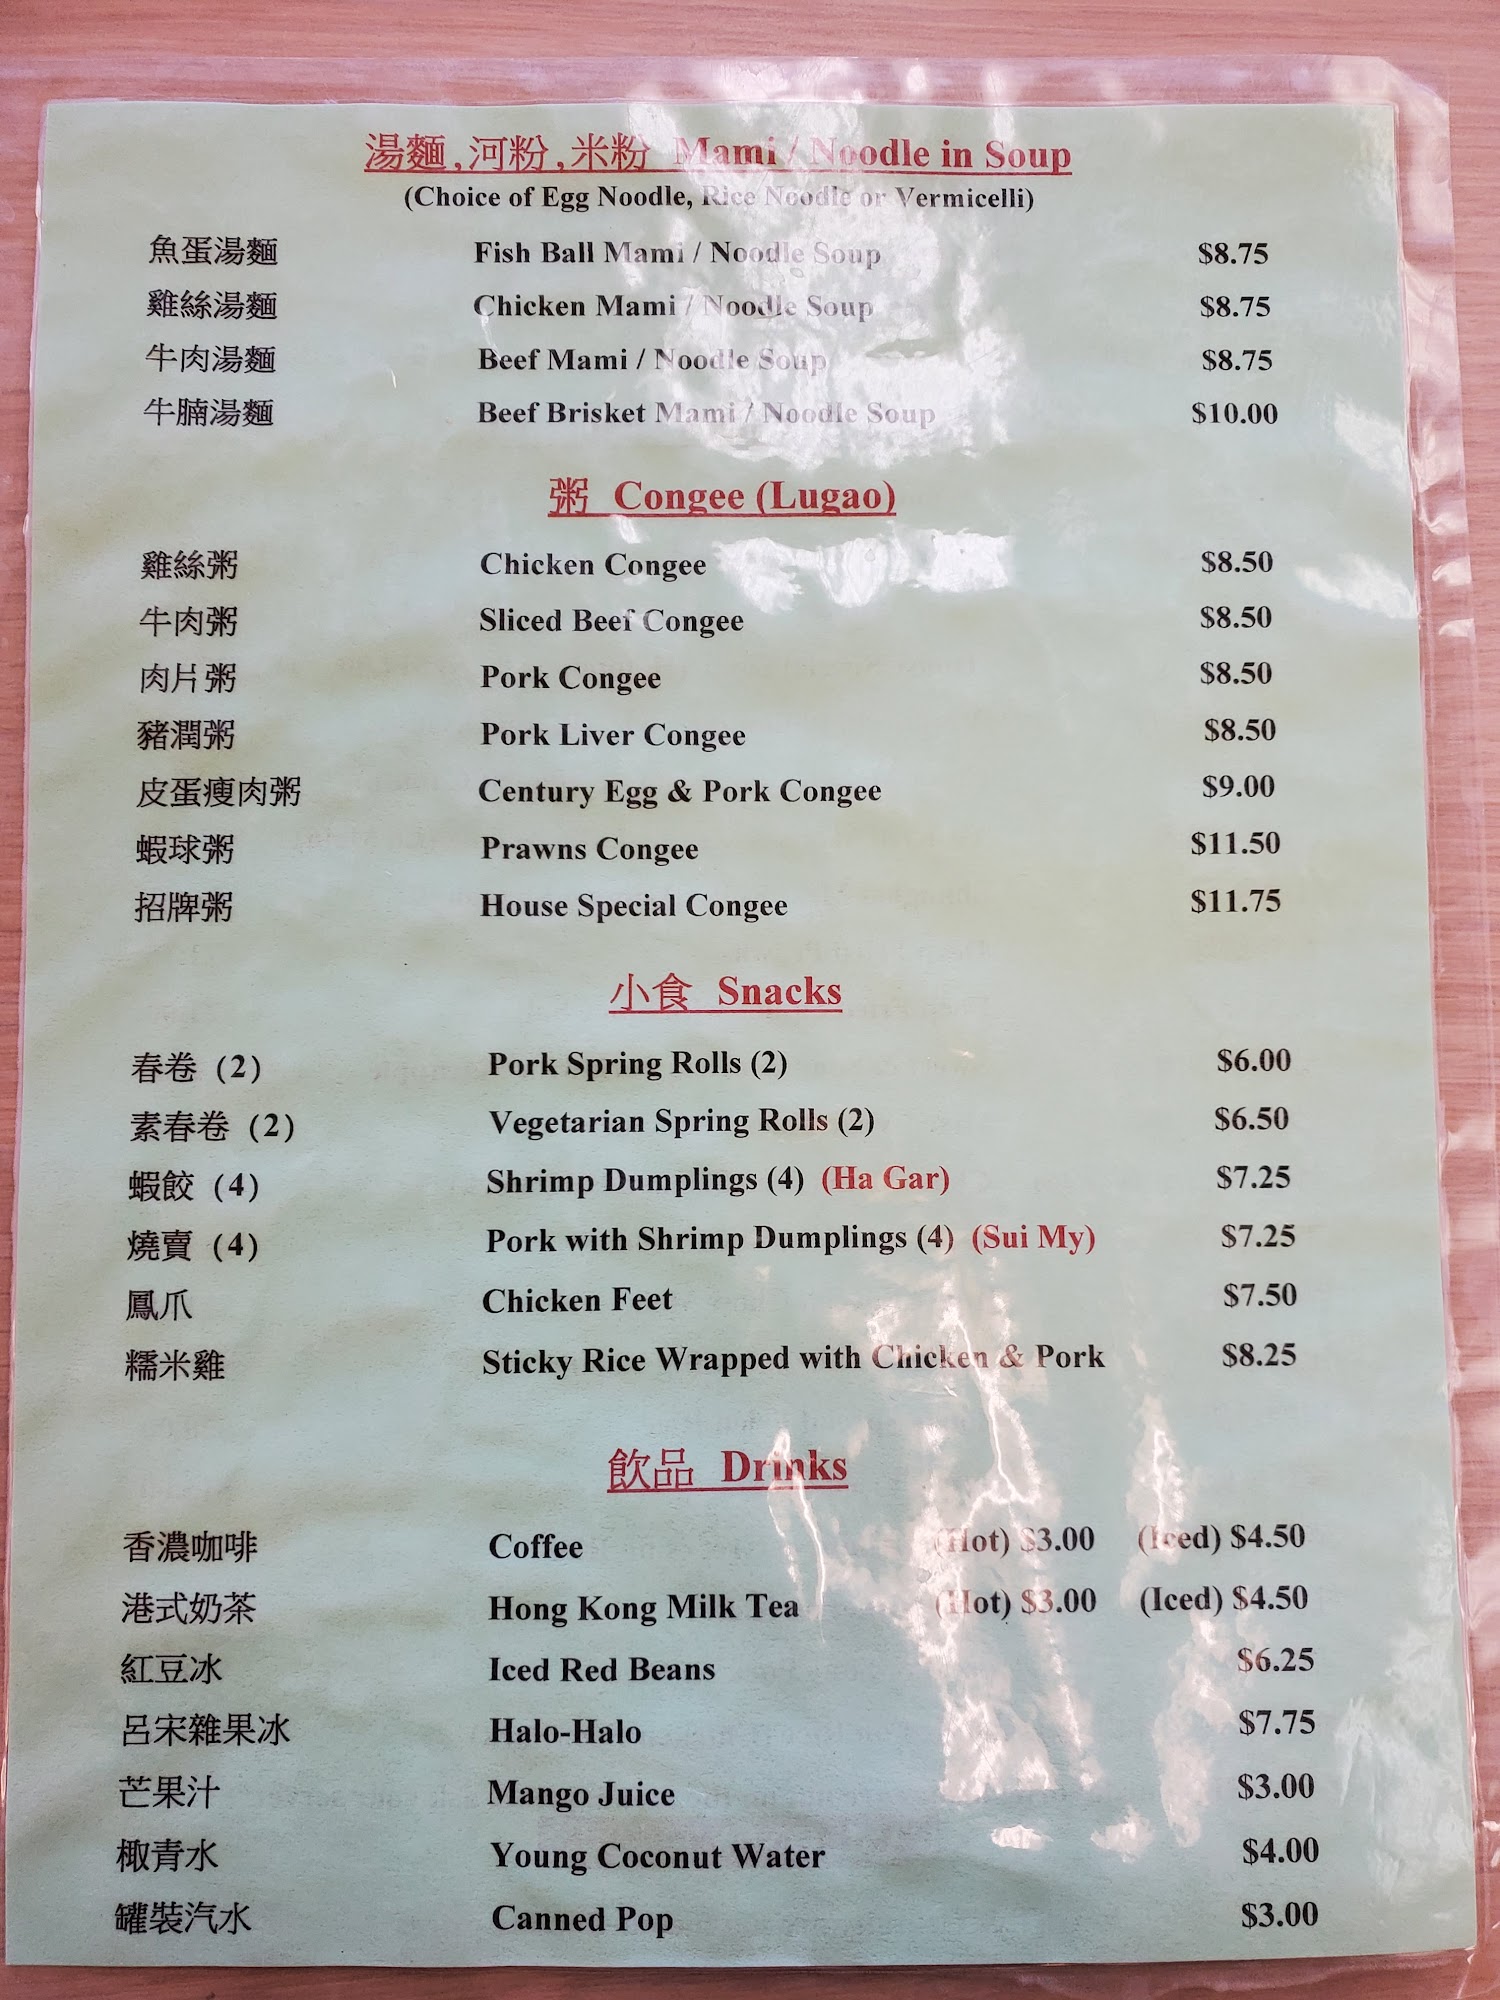 湯麵,河粉,米粉 Mami / Noodle in Soup
(Choice of Egg Noodle, Rice Noodle or Vermicelli)
魚蛋湯麵 Fish Ball Mami / Noodle Soup $8.75
雞絲湯麵 Chicken Mami / Noodle Soup $8.75
牛肉湯麵 Beef Mami / Noodle Soup $8.75
牛腩湯麵 Beef Brisket Mami / Noodle Soup $10.00
粥 Congee (Lugao)
雞絲粥 Chicken Congee $8.50
牛肉粥 Sliced Beef Congee $8.50
肉片粥 Pork Congee $8.50
豬潤粥 Pork Liver Congee $8.50
皮蛋瘦肉粥 Century Egg & Pork Congee $9.00
蝦球粥 Prawns Congee $11.50
招牌粥 House Special Congee $11.75
小食 Snacks
春卷 (2) Pork Spring Rolls (2) $6.00
素春卷 (2) Vegetarian Spring Rolls (2) $6.50
蝦餃 (4) Shrimp Dumplings (4) (Ha Gar) $7.25
燒賣 (4) Pork with Shrimp Dumplings (4) (Sui My) $7.25
鳳爪 Chicken Feet $7.50
糯米雞 Sticky Rice Wrapped with Chicken & Pork $8.25
飲品 Drinks
香濃咖啡 Coffee (Hot) $3.00 (Iced) $4.50
港式奶茶 Hong Kong Milk Tea (Hot) $3.00 (Iced) $4.50
紅豆冰 Iced Red Beans $6.25
呂宋雜果冰 Halo-Halo $7.75
芒果汁 Mango Juice $3.00
椰青水 Young Coconut Water $4.00
罐裝汽水 Canned Pop $3.00